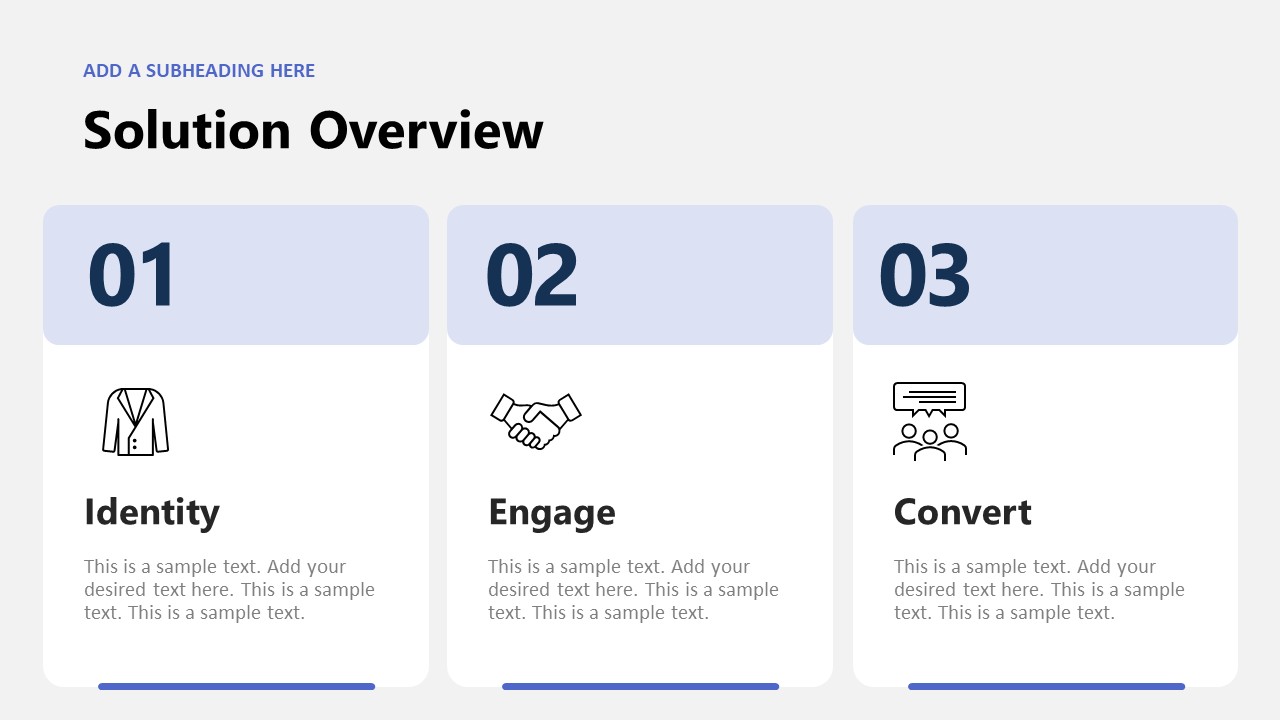 ADD A SUBHEADING HERE
Solution Overview
01
02
03
Identity
This is a sample text. Add your
desired text here. This is a sample
text. This is a sample text.
Engage
This is a sample text. Add your
desired text here. This is a sample
text. This is a sample text.
Convert
This is a sample text. Add your
desired text here. This is a sample
text. This is a sample text.